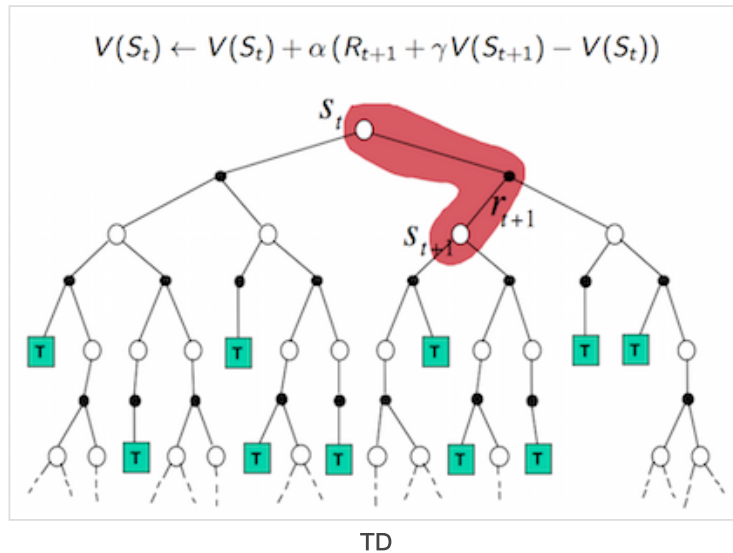 V(S_t) ← V(S_t) + α (R_{t+1} + γV(S_{t+1}) − V(S_t))
s_t
r_{t+1}
s_{t+1}
T T T T T
T T T T T
TD